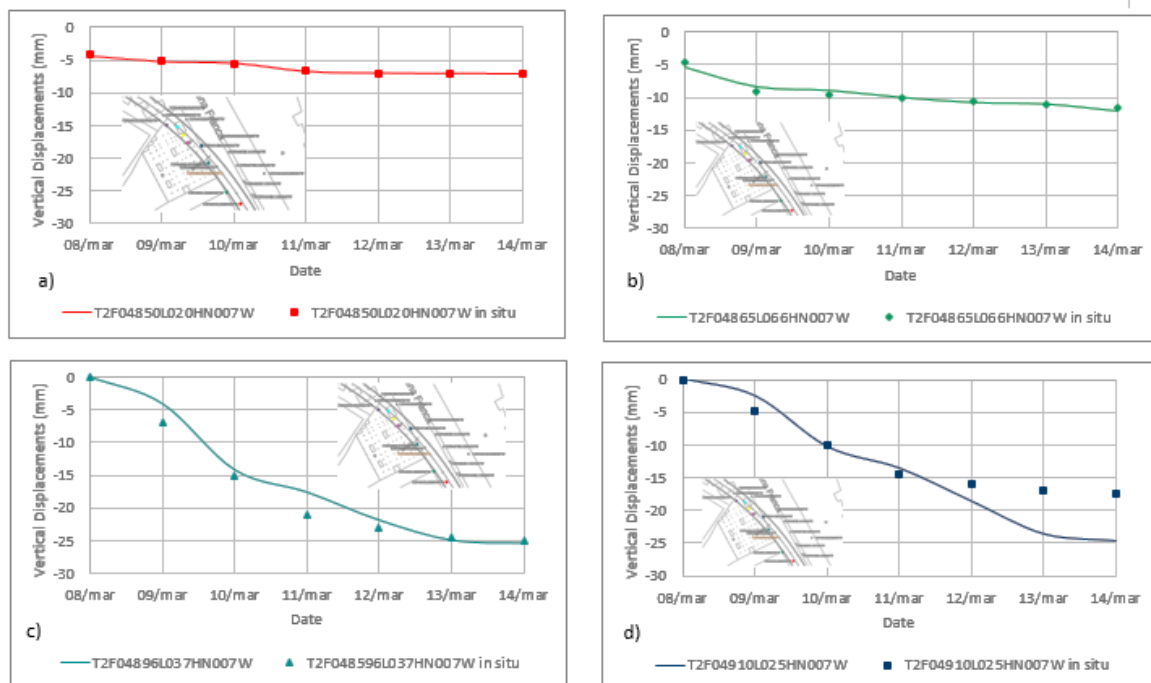 0
-5
-10
-15
-20
-25
-30
Vertical Displacements (mm)
08/mar 09/mar 10/mar 11/mar 12/mar 13/mar 14/mar
Date
a)
T2F04850L020HN007W T2F04850L020HN007W in situ
0
-5
-10
-15
-20
-25
-30
Vertical Displacements (mm)
08/mar 09/mar 10/mar 11/mar 12/mar 13/mar 14/mar
Date
b)
T2F04865L066HN007W T2F04865L066HN007W in situ
0
-5
-10
-15
-20
-25
-30
Vertical Displacements (mm)
08/mar 09/mar 10/mar 11/mar 12/mar 13/mar 14/mar
Date
c)
T2F04896L037HN007W T2F048596L037HN007W in situ
0
-5
-10
-15
-20
-25
-30
Vertical Displacements (mm)
08/mar 09/mar 10/mar 11/mar 12/mar 13/mar 14/mar
Date
d)
T2F04910L025HN007W T2F04910L025HN007W in situ